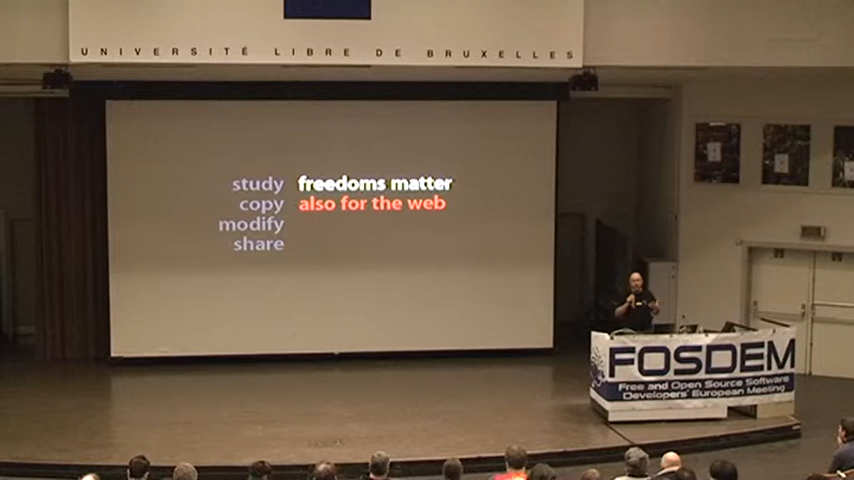 UNIVERSITÉ LIBRE DE BRUXELLES
study freedoms matter
copy also for the web
modify
share
FOSDEM
Free and Open Source Software
Developers' European Meeting